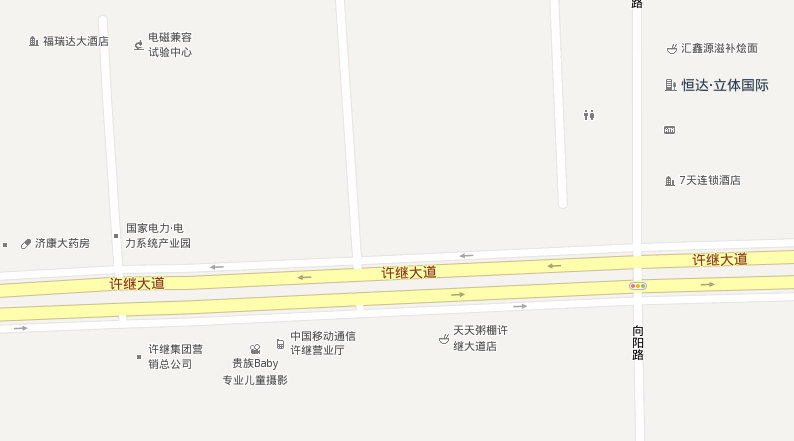 路
福瑞达大酒店
电磁兼容
试验中心
汇鑫源滋补烩面
恒达·立体国际
7天连锁酒店
济康大药房
国家电力·电
力系统产业园
许继大道
许继大道
许继大道
许继集团营
销总公司
贵族Baby
专业儿童摄影
中国移动通信
许继营业厅
天天粥棚许
继大道店
向阳路